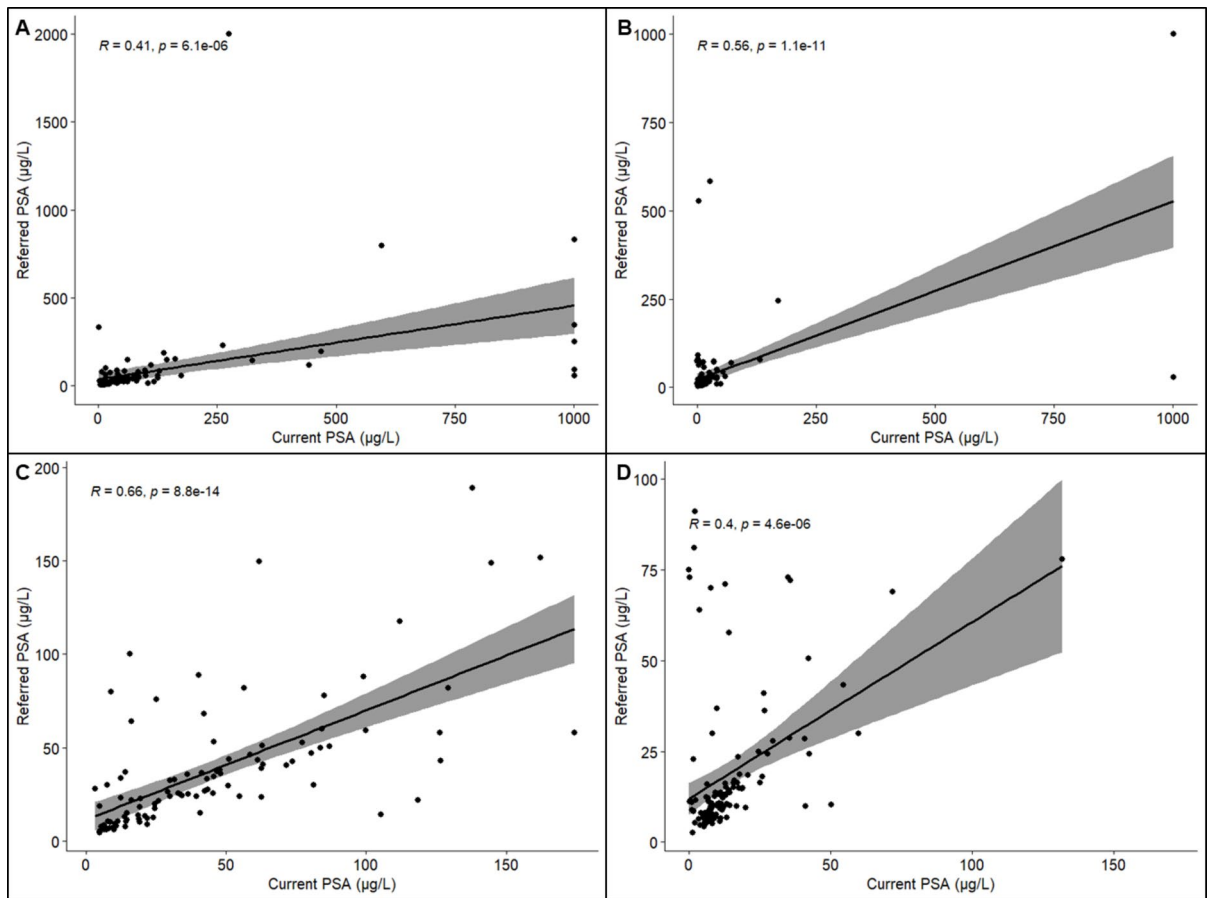 A
R = 0.41, p = 6.1e-06
2000
1500
1000
500
0
Referred PSA (µg/L)
0 250 500 750 1000
Current PSA (µg/L)
B
R = 0.56, p = 1.1e-11
1000
750
500
250
0
Referred PSA (µg/L)
0 250 500 750 1000
Current PSA (µg/L)
C
R = 0.66, p = 8.8e-14
200
150
100
50
0
Referred PSA (µg/L)
0 50 100 150
Current PSA (µg/L)
D
R = 0.4, p = 4.6e-06
100
75
50
25
0
Referred PSA (µg/L)
0 50 100 150
Current PSA (µg/L)